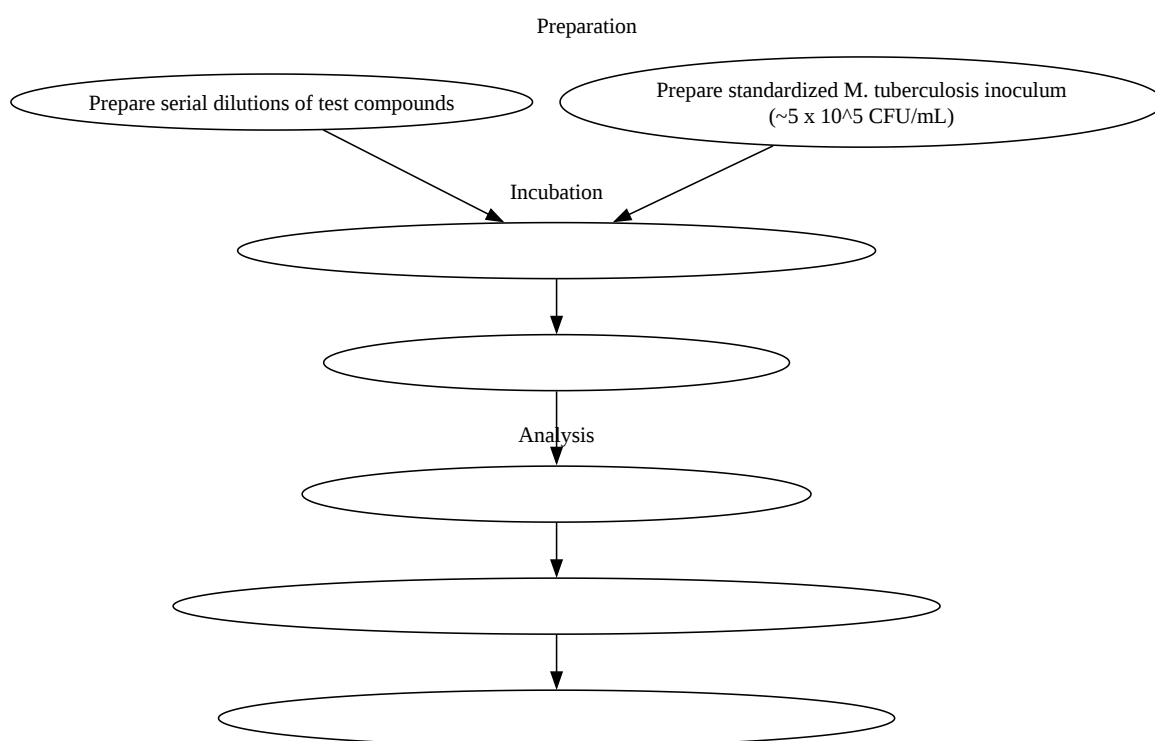 Preparation
Prepare serial dilutions of test compounds
Prepare standardized M. tuberculosis inoculum
(~5 x 10^5 CFU/mL)
Incubation
Analysis